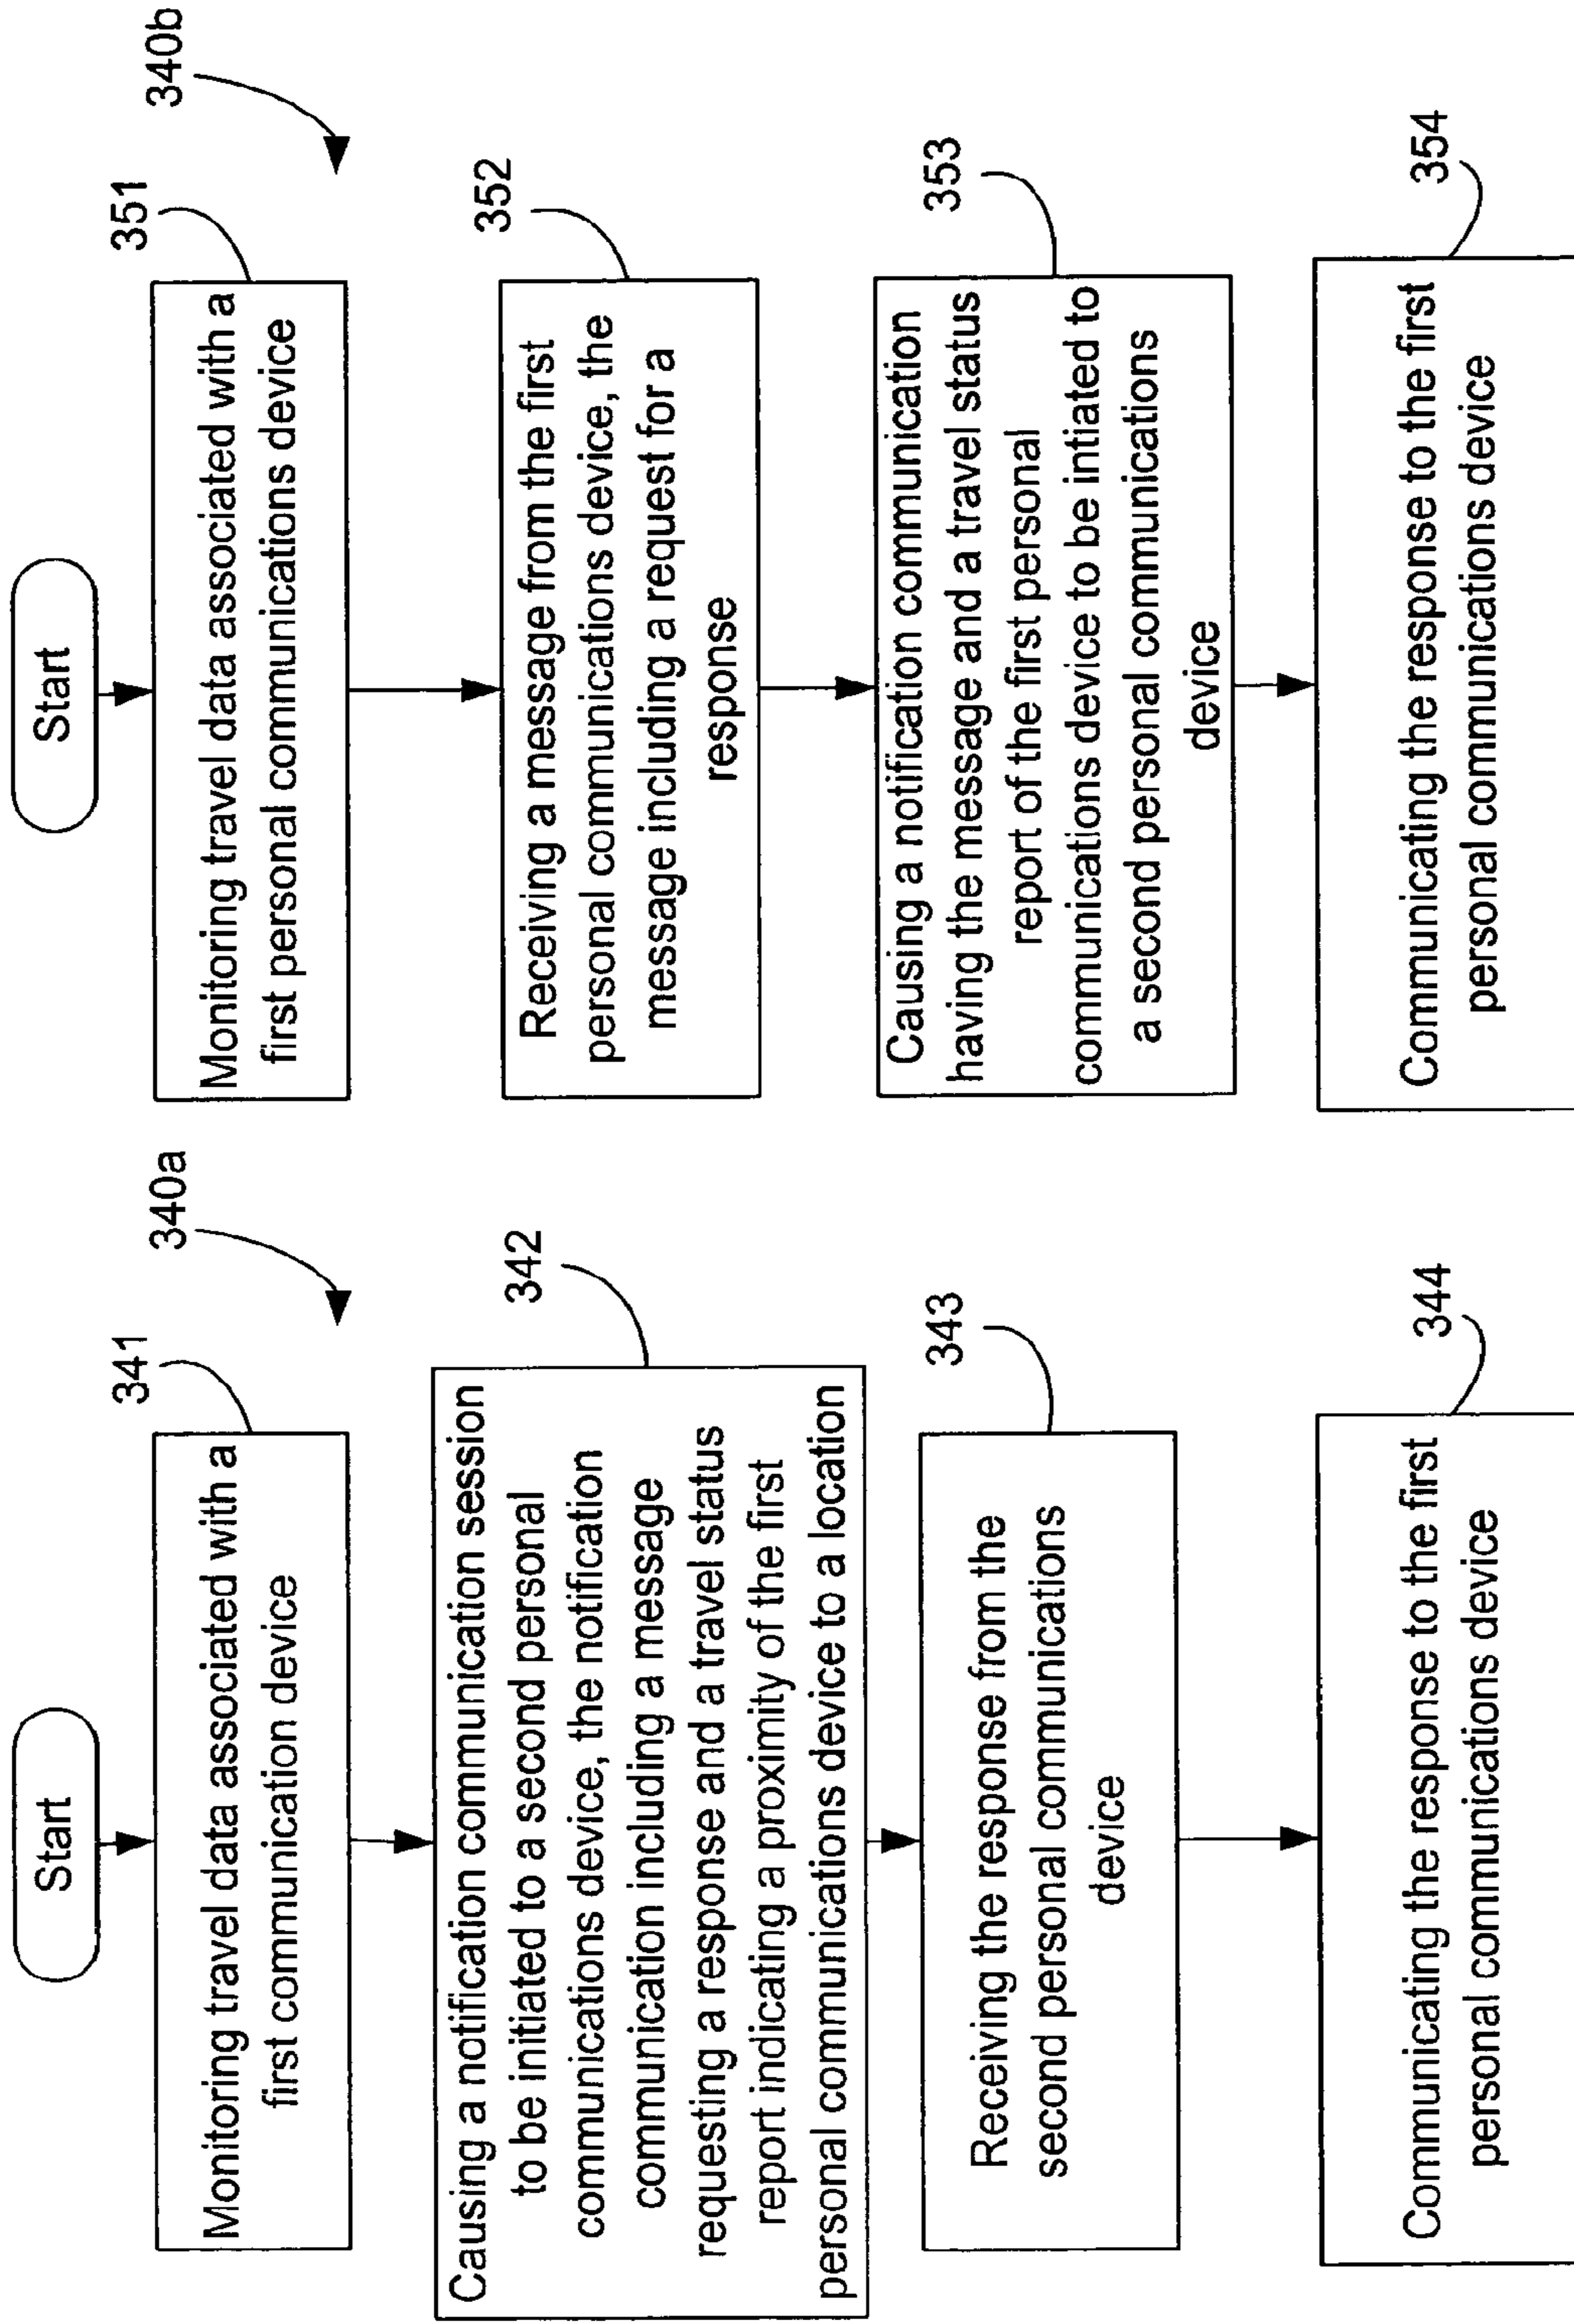 Start
340a
341
Monitoring travel data associated with a
first communication device
342
Causing a notification communication session
to be initiated to a second personal
communications device, the notification
communication including a message
requesting a response and a travel status
report indicating a proximity of the first
personal communications device to a location
343
Receiving the response from the
second personal communications
device
344
Communicating the response to the first
personal communications device
Start
340b
351
Monitoring travel data associated with a
first personal communications device
352
Receiving a message from the first
personal communications device, the
message including a request for a
response
353
Causing a notification communication
having the message and a travel status
report of the first personal
communications device to be intiated to
a second personal communications
device
354
Communicating the response to the first
personal communications device